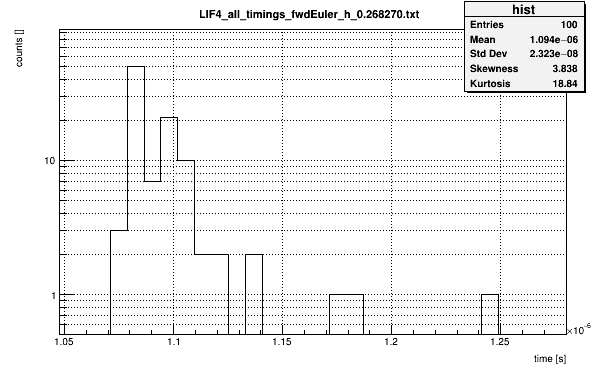 LIF4_all_timings_fwdEuler_h_0.268270.txt
hist
Entries 100
Mean 1.094e−06
Std Dev 2.323e−08
Skewness 3.838
Kurtosis 18.84
counts []
10
1
1.05 1.1 1.15 1.2 1.25
×10⁻⁶
time [s]